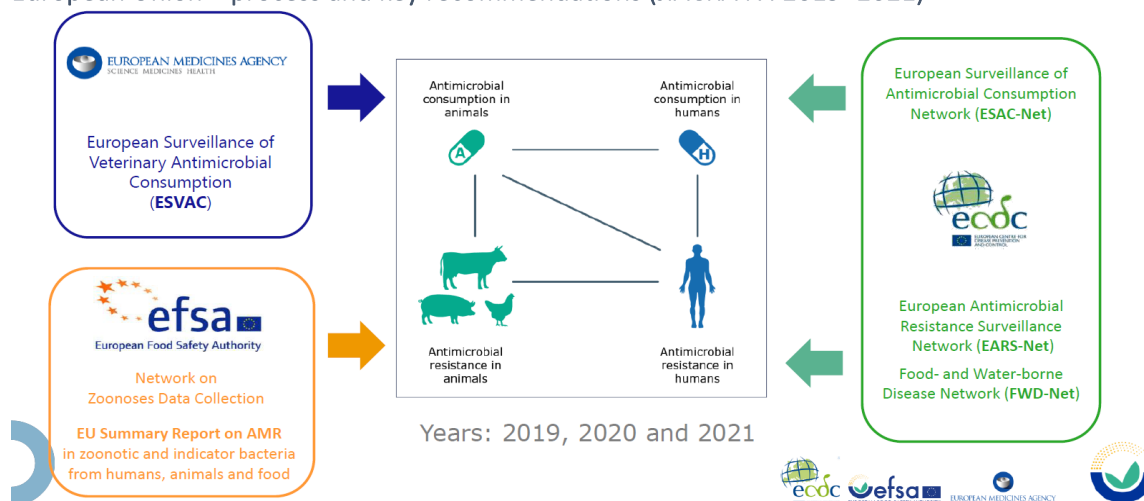 EUROPEAN MEDICINES AGENCY
SCIENCE MEDICINES HEALTH
European Surveillance of
Veterinary Antimicrobial
Consumption
(ESVAC)
efsa
European Food Safety Authority
Network on
Zoonoses Data Collection
EU Summary Report on AMR
in zoonotic and indicator bacteria
from humans, animals and food
Antimicrobial
consumption in
animals
Antimicrobial
consumption in
humans
A
H
Antimicrobial
resistance in
animals
Antimicrobial
resistance in
humans
Years: 2019, 2020 and 2021
European Surveillance of
Antimicrobial Consumption
Network (ESAC-Net)
ecdc
EUROPEAN CENTRE FOR
DISEASE PREVENTION
AND CONTROL
European Antimicrobial
Resistance Surveillance
Network (EARS-Net)
Food- and Water-borne
Disease Network (FWD-Net)
ecdc
efsa
EUROPEAN MEDICINES AGENCY